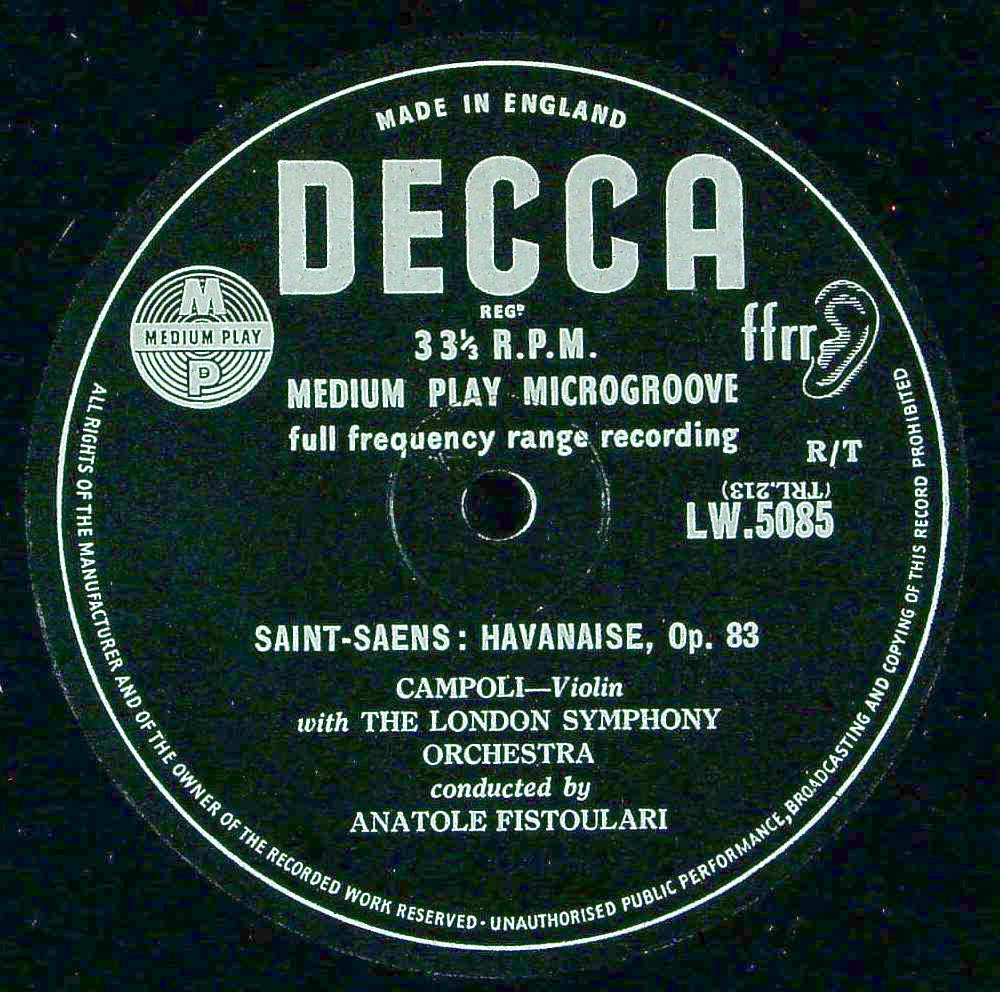 MADE IN ENGLAND
DECCA
REGD
M
MEDIUM PLAY
P
33⅓ R.P.M.
ffrr
MEDIUM PLAY MICROGROOVE
full frequency range recording
R/T
(TRL.213)
LW.5085
SAINT-SAENS: HAVANAISE, Op. 83
CAMPOLI—Violin
with THE LONDON SYMPHONY
ORCHESTRA
conducted by
ANATOLE FISTOULARI
ALL RIGHTS OF THE MANUFACTURER AND OF THE OWNER OF THE RECORDED WORK RESERVED · UNAUTHORISED PUBLIC PERFORMANCE, BROADCASTING AND COPYING OF THIS RECORD PROHIBITED